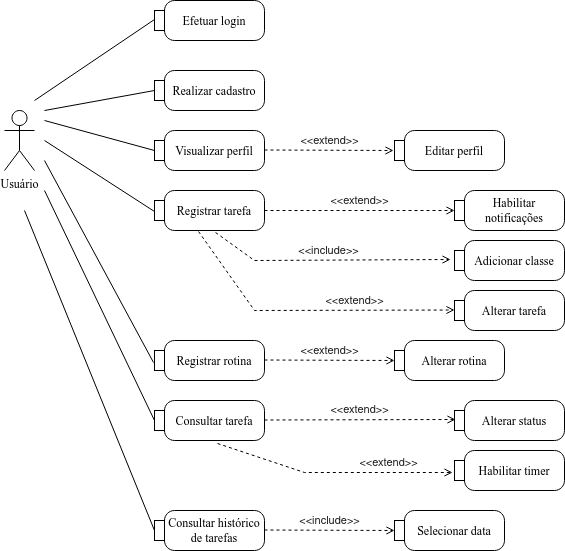 Efetuar login
Realizar cadastro
Visualizar perfil
<<extend>>
Editar perfil
Usuário
Registrar tarefa
<<extend>>
Habilitar
notificações
<<include>>
Adicionar classe
<<extend>>
Alterar tarefa
Registrar rotina
<<extend>>
Alterar rotina
Consultar tarefa
<<extend>>
Alterar status
<<extend>>
Habilitar timer
Consultar histórico
de tarefas
<<include>>
Selecionar data